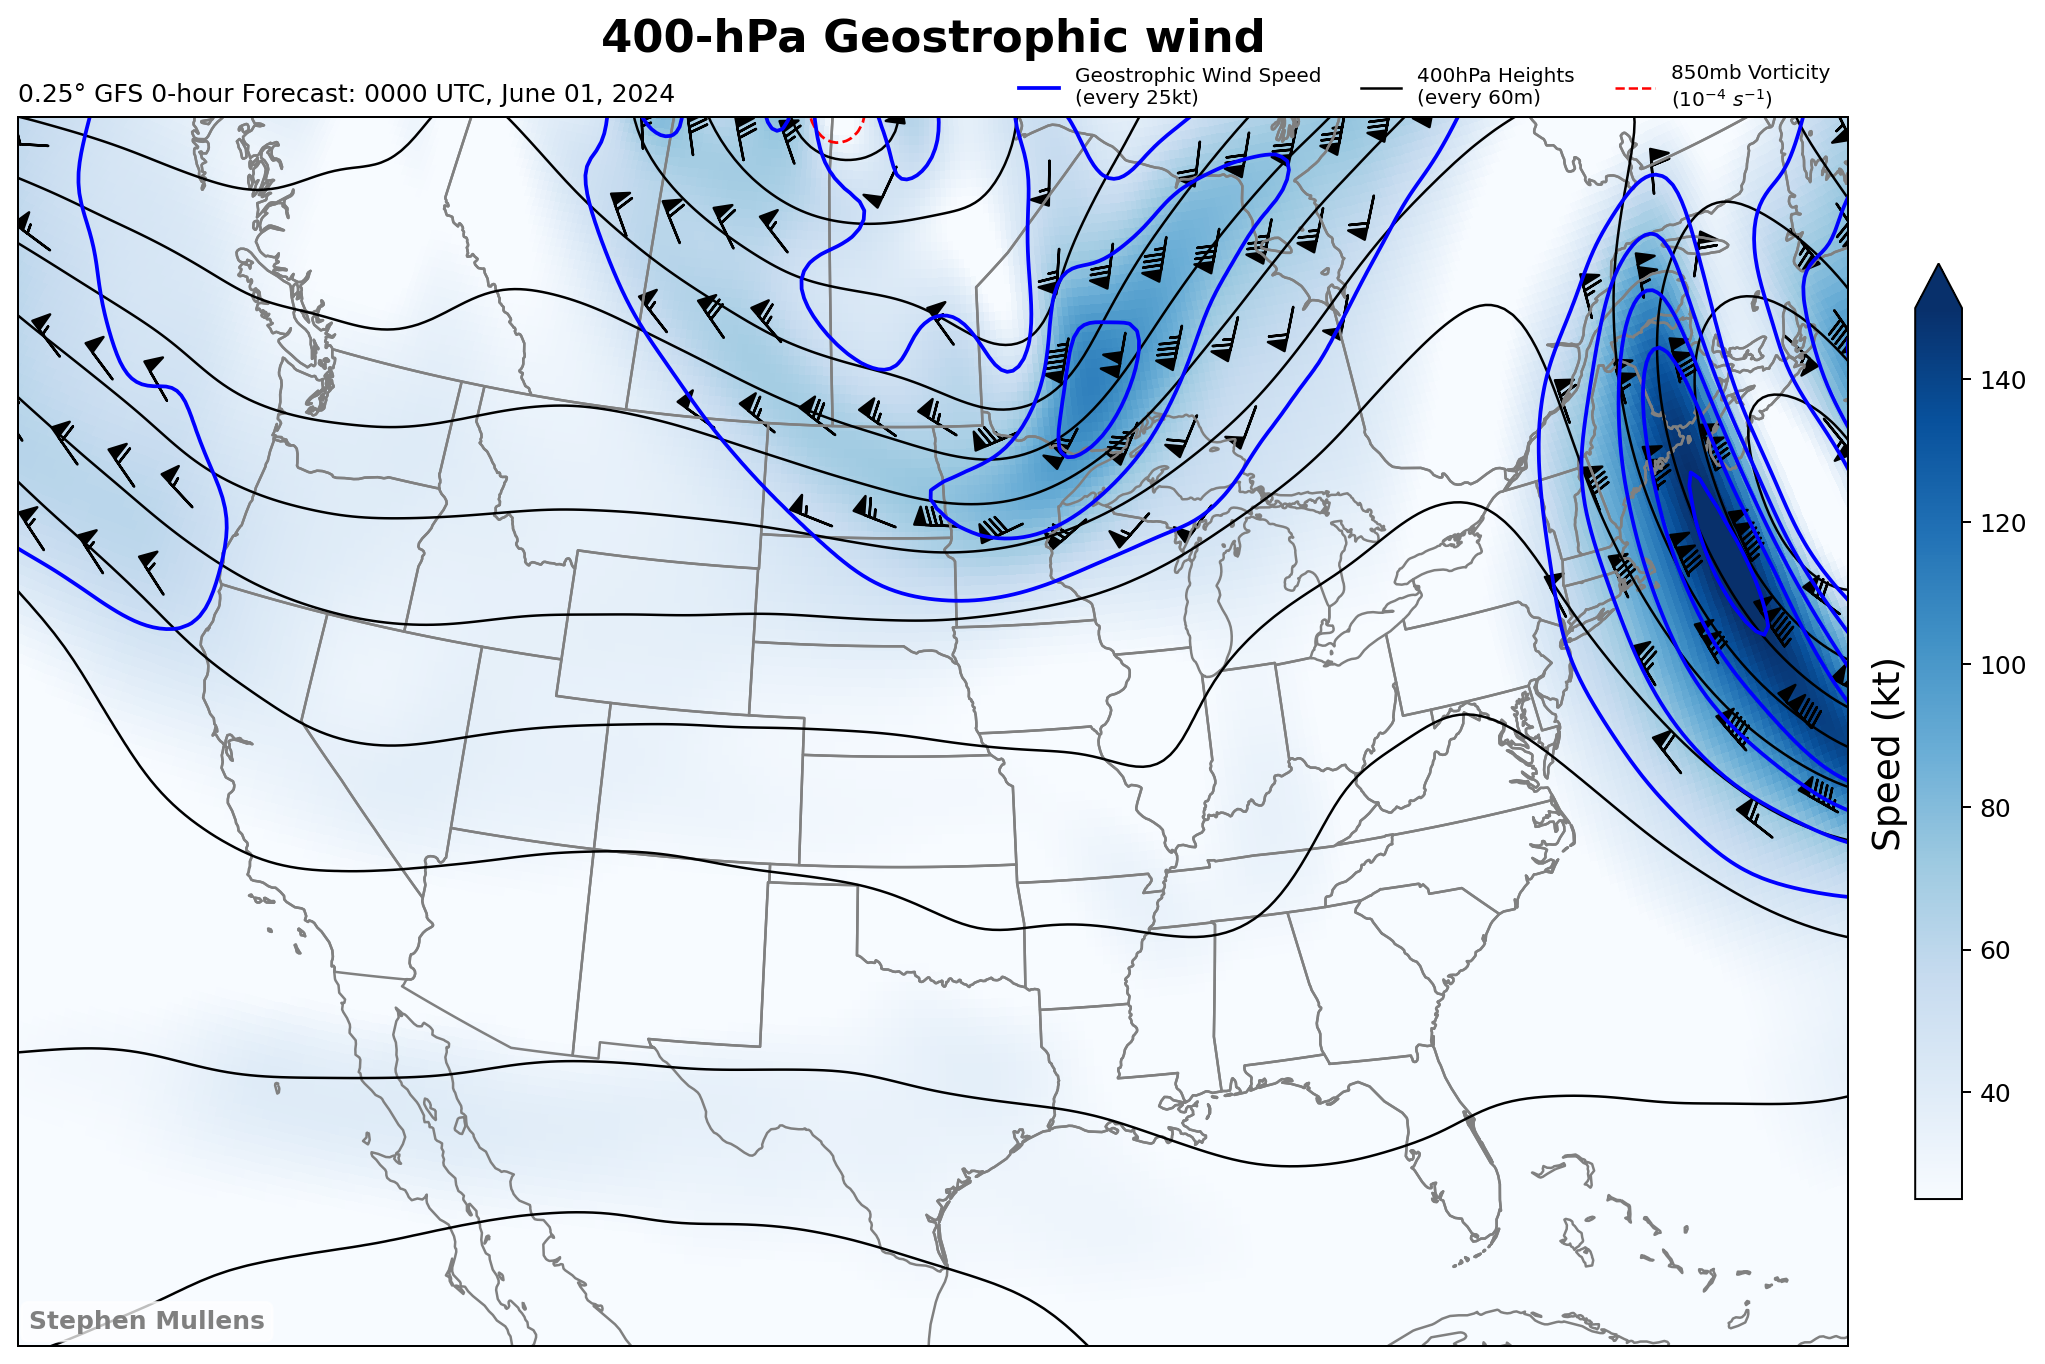 400-hPa Geostrophic wind
0.25° GFS 0-hour Forecast: 0000 UTC, June 01, 2024
Geostrophic Wind Speed
(every 25kt)
400hPa Heights
(every 60m)
850mb Vorticity
(10⁻⁴ s⁻¹)
140
120
100
80
60
40
Speed (kt)
Stephen Mullens